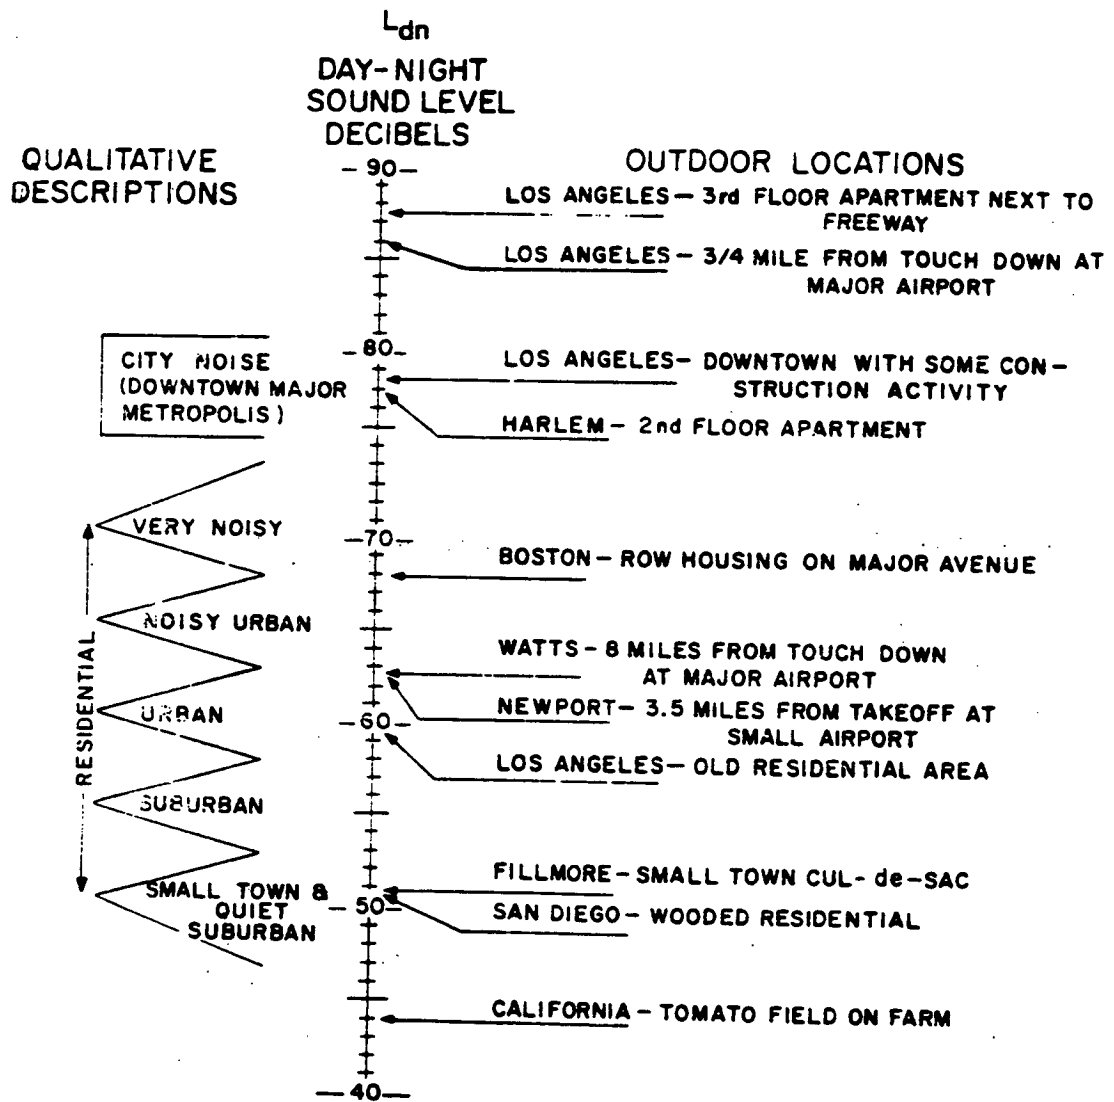 Ldn
DAY-NIGHT
SOUND LEVEL
DECIBELS
QUALITATIVE
DESCRIPTIONS
OUTDOOR LOCATIONS
-90-
LOS ANGELES - 3rd FLOOR APARTMENT NEXT TO
FREEWAY
LOS ANGELES - 3/4 MILE FROM TOUCH DOWN AT
MAJOR AIRPORT
-80-
CITY NOISE
(DOWNTOWN MAJOR
METROPOLIS)
LOS ANGELES - DOWNTOWN WITH SOME CON-
STRUCTION ACTIVITY
HARLEM - 2nd FLOOR APARTMENT
VERY NOISY
-70-
BOSTON - ROW HOUSING ON MAJOR AVENUE
NOISY URBAN
WATTS - 8 MILES FROM TOUCH DOWN
AT MAJOR AIRPORT
RESIDENTIAL
URBAN
NEWPORT - 3.5 MILES FROM TAKEOFF AT
SMALL AIRPORT
-60-
LOS ANGELES - OLD RESIDENTIAL AREA
SUBURBAN
FILLMORE - SMALL TOWN CUL-de-SAC
SMALL TOWN &
QUIET
SUBURBAN
-50-
SAN DIEGO - WOODED RESIDENTIAL
CALIFORNIA - TOMATO FIELD ON FARM
-40-